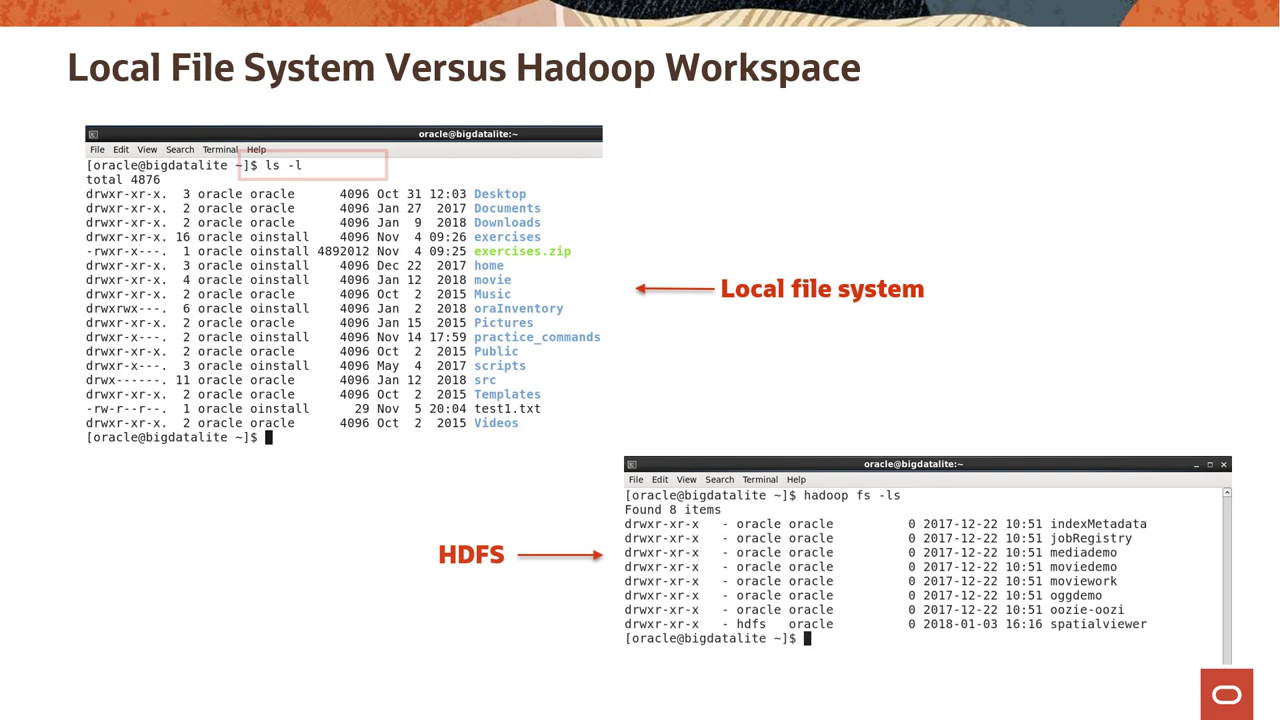 Local File System Versus Hadoop Workspace
oracle@bigdatalite:~
File Edit View Search Terminal Help
[oracle@bigdatalite ~]$ ls -l
total 4876
drwxr-xr-x. 3 oracle oracle 4096 Oct 31 12:03 Desktop
drwxr-xr-x. 2 oracle oracle 4096 Jan 27 2017 Documents
drwxr-xr-x. 2 oracle oracle 4096 Jan 9 2018 Downloads
drwxr-xr-x. 16 oracle oinstall 4096 Nov 4 09:26 exercises
-rwxr-x---. 1 oracle oinstall 4892012 Nov 4 09:25 exercises.zip
drwxr-xr-x. 3 oracle oinstall 4096 Dec 22 2017 home
drwxr-xr-x. 4 oracle oinstall 4096 Jan 12 2018 movie
drwxr-xr-x. 2 oracle oracle 4096 Oct 2 2015 Music
drwxrwx---. 6 oracle oinstall 4096 Jan 2 2018 oraInventory
drwxr-xr-x. 2 oracle oracle 4096 Jan 15 2015 Pictures
drwxr-x---. 2 oracle oinstall 4096 Nov 14 17:59 practice_commands
drwxr-xr-x. 2 oracle oracle 4096 Oct 2 2015 Public
drwxr-x---. 3 oracle oinstall 4096 May 4 2017 scripts
drwx------. 11 oracle oracle 4096 Jan 12 2018 src
drwxr-xr-x. 2 oracle oracle 4096 Oct 2 2015 Templates
-rw-r--r--. 1 oracle oinstall 29 Nov 5 20:04 test1.txt
drwxr-xr-x. 2 oracle oracle 4096 Oct 2 2015 Videos
[oracle@bigdatalite ~]$
Local file system
HDFS
oracle@bigdatalite:~
File Edit View Search Terminal Help
[oracle@bigdatalite ~]$ hadoop fs -ls
Found 8 items
drwxr-xr-x - oracle oracle 0 2017-12-22 10:51 indexMetadata
drwxr-xr-x - oracle oracle 0 2017-12-22 10:51 jobRegistry
drwxr-xr-x - oracle oracle 0 2017-12-22 10:51 mediademo
drwxr-xr-x - oracle oracle 0 2017-12-22 10:51 moviedemo
drwxr-xr-x - oracle oracle 0 2017-12-22 10:51 moviework
drwxr-xr-x - oracle oracle 0 2017-12-22 10:51 oggdemo
drwxr-xr-x - oracle oracle 0 2017-12-22 10:51 oozie-oozi
drwxr-xr-x - hdfs oracle 0 2018-01-03 16:16 spatialviewer
[oracle@bigdatalite ~]$